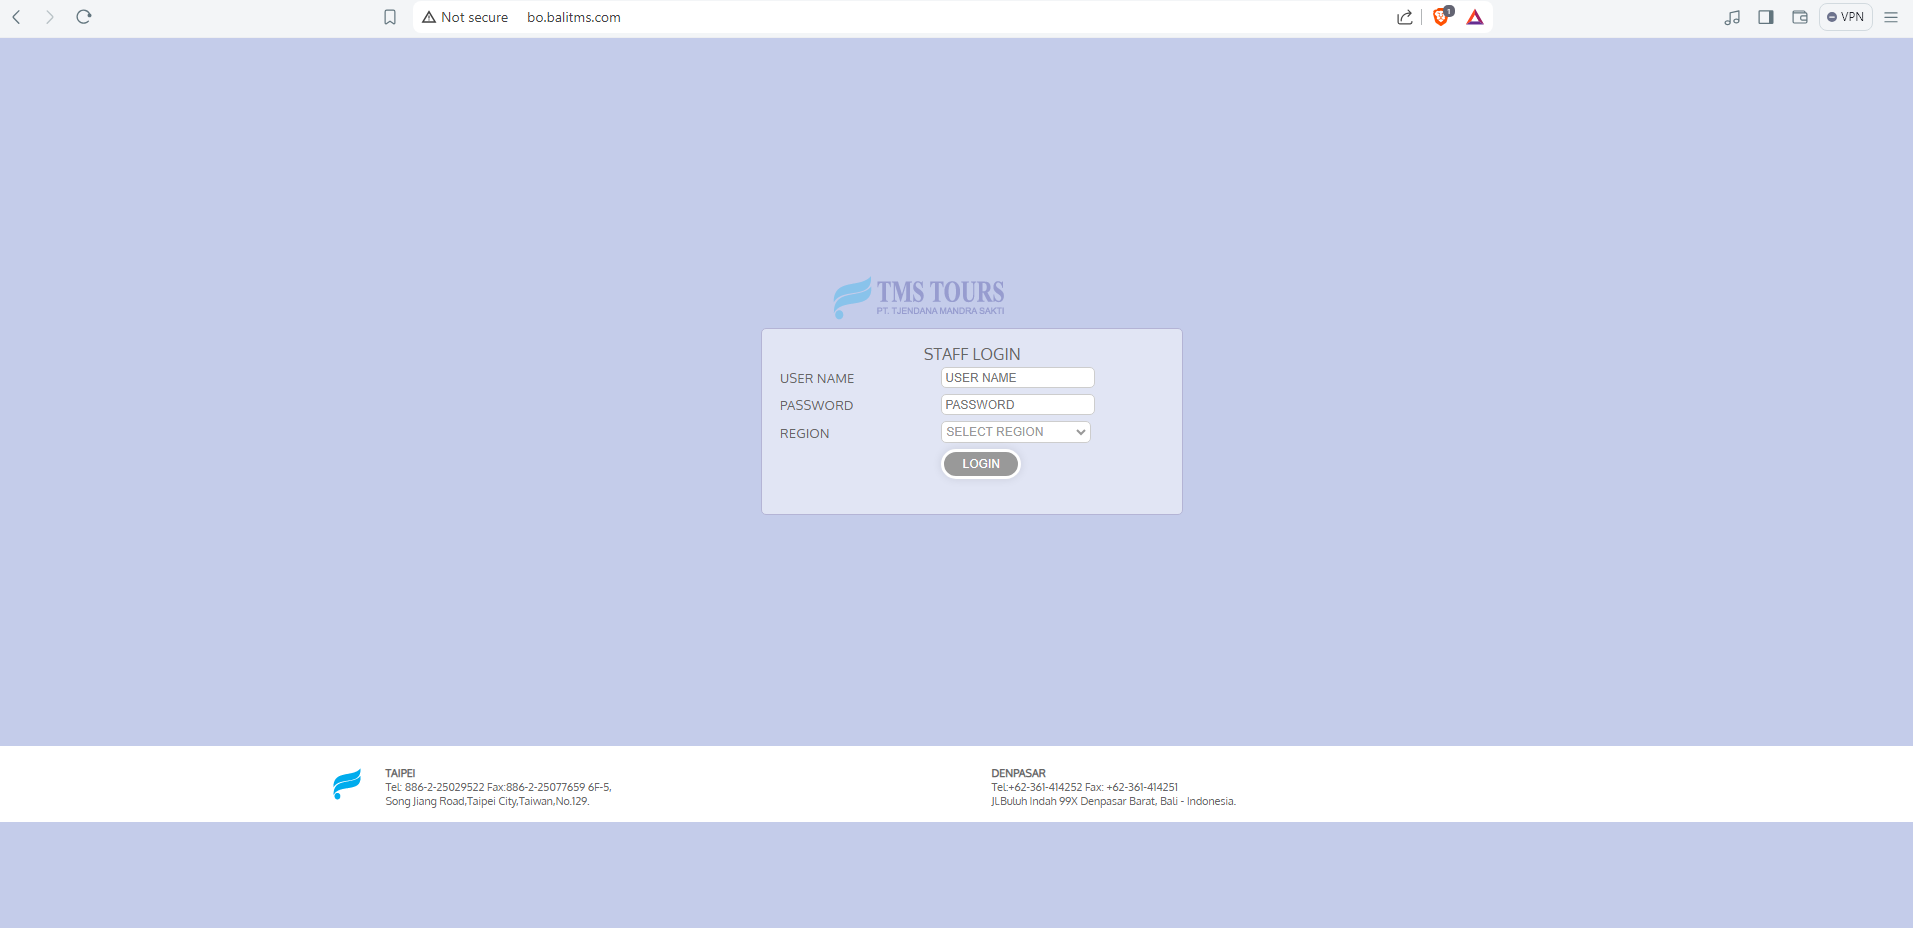 Not secure bo.balitms.com 1 VPN
TMS TOURS
PT. TJENDANA MANDRA SAKTI
STAFF LOGIN
USER NAME USER NAME
PASSWORD PASSWORD
REGION SELECT REGION
LOGIN
TAIPEI
Tel: 886-2-25029522 Fax:886-2-25077659 6F-5,
Song Jiang Road,Taipei City,Taiwan,No.129.
DENPASAR
Tel:+62-361-414252 Fax: +62-361-414251
Jl.Buluh Indah 99X Denpasar Barat, Bali - Indonesia.